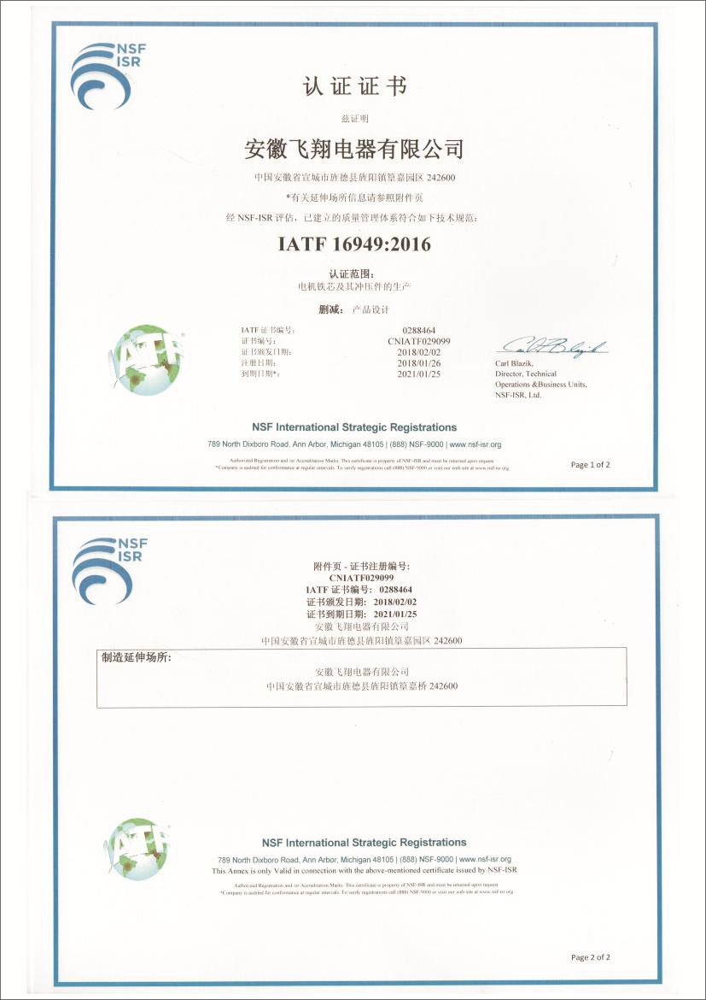 NSF
ISR
认证证书
兹证明
安徽飞翔电器有限公司
中国安徽省宣城市旌德县旌阳镇篁嘉园区 242600
*有关延伸场所信息请参照附件页
经 NSF-ISR 评估，已建立的质量管理体系符合如下技术规范:
IATF 16949:2016
认证范围:
电机铁芯及其冲压件的生产
删减: 产品设计
IATF 证书编号: 0288464
证书编号: CNIATF029099
证书颁发日期: 2018/02/02
注册日期: 2018/01/26
到期日期*: 2021/01/25
IATF
Carl Blazik,
Director, Technical
Operations &Business Units,
NSF-ISR, Ltd.
NSF International Strategic Registrations
789 North Dixboro Road, Ann Arbor, Michigan 48105 | (888) NSF-9000 | www.nsf-isr.org
Authorized Registration and /or Accreditation Marks. This certificate is property of NSF-ISR and must be returned upon request
*Company is audited for conformance at regular intervals. To verify registrations call (888) NSF-9000 or visit our web site at www.nsf-isr.org
Page 1 of 2
NSF
ISR
附件页 - 证书注册编号:
CNIATF029099
IATF 证书编号: 0288464
证书颁发日期: 2018/02/02
证书到期日期: 2021/01/25
安徽飞翔电器有限公司
中国安徽省宣城市旌德县旌阳镇篁嘉园区 242600
制造延伸场所:
安徽飞翔电器有限公司
中国安徽省宣城市旌德县旌阳镇篁嘉桥 242600
IATF
NSF International Strategic Registrations
789 North Dixboro Road, Ann Arbor, Michigan 48105 | (888) NSF-9000 | www.nsf-isr.org
This Annex is only Valid in connection with the above-mentioned certificate issued by NSF-ISR
Authorized Registration and /or Accreditation Marks. This certificate is property of NSF-ISR and must be returned upon request
*Company is audited for conformance at regular intervals. To verify registrations call (888) NSF-9000 or visit our web site at www.nsf-isr.org
Page 2 of 2